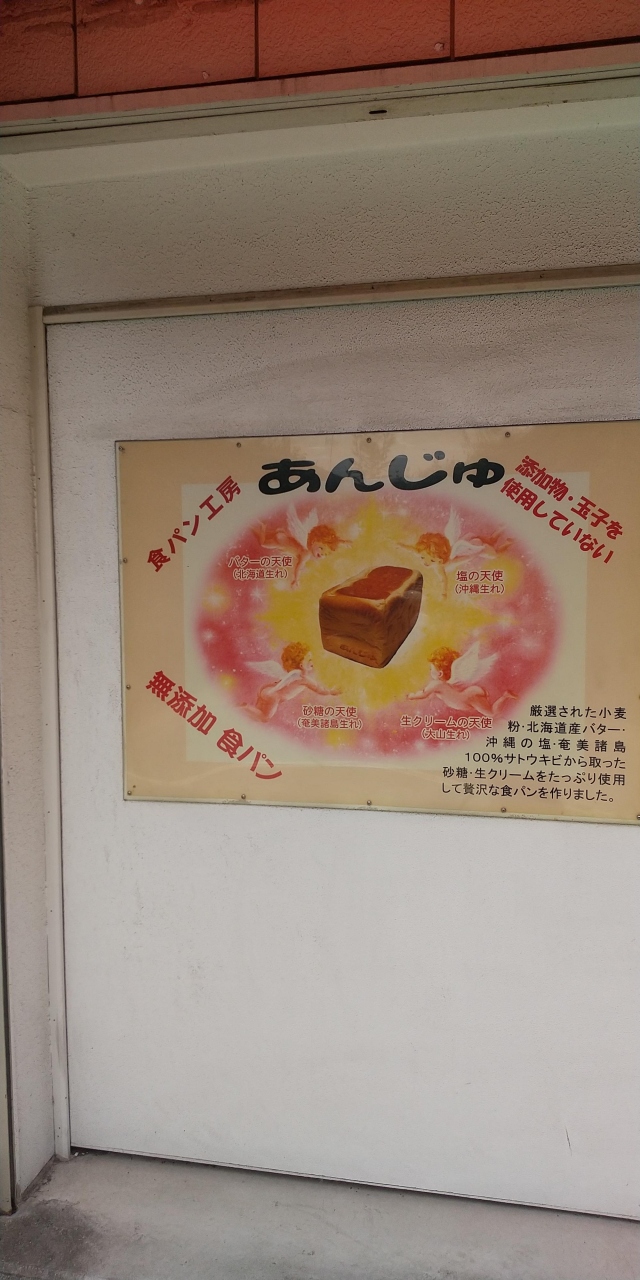 食パン工房
あんじゅ
添加物・玉子を
使用していない
バターの天使
(北海道生れ)
塩の天使
(沖縄生れ)
砂糖の天使
(奄美諸島生れ)
生クリームの天使
(大山生れ)
無添加 食パン
厳選された小麦
粉・北海道産バター・
沖縄の塩・奄美諸島
100%サトウキビから取った
砂糖・生クリームをたっぷり使用
して贅沢な食パンを作りました。